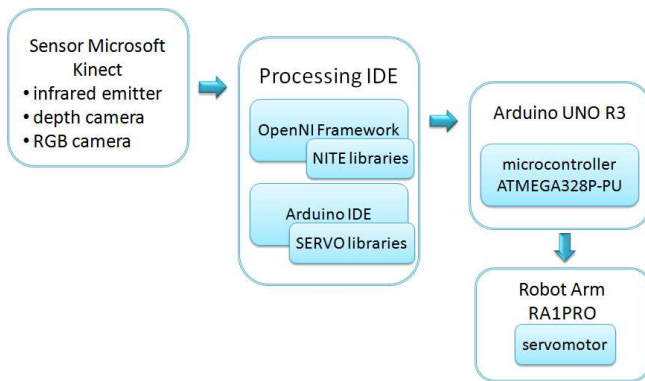 Sensor Microsoft
Kinect
• infrared emitter
• depth camera
• RGB camera
Processing IDE
OpenNI Framework
NITE libraries
Arduino IDE
SERVO libraries
Arduino UNO R3
microcontroller
ATMEGA328P-PU
Robot Arm
RA1PRO
servomotor